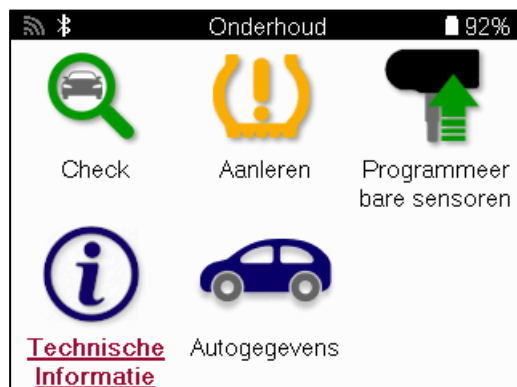 Onderhoud 92%
Check
Aanleren
Programmeer
bare sensoren
Technische
Informatie
Autogegevens